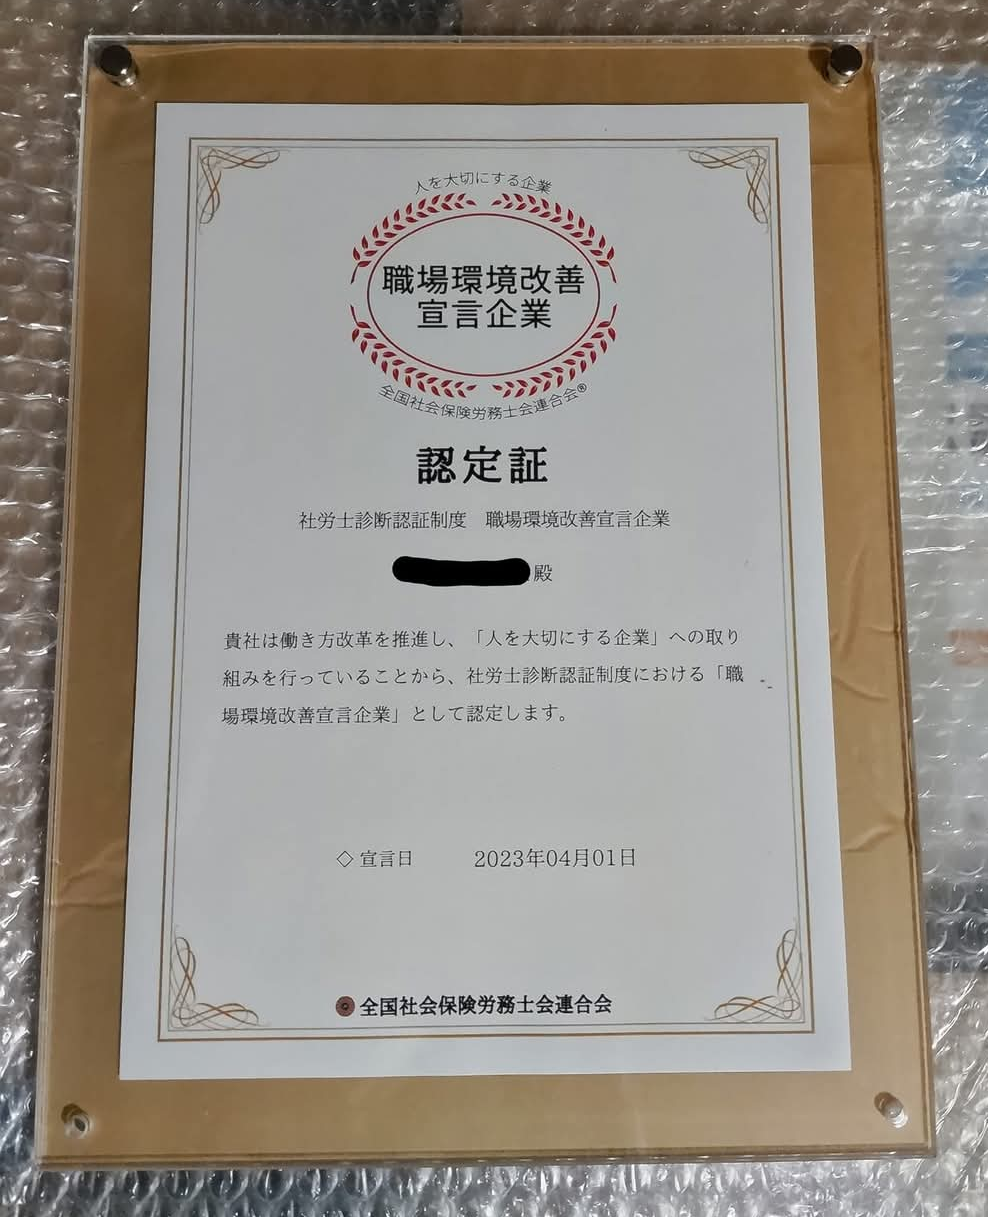 人を大切にする企業
職場環境改善
宣言企業
全国社会保険労務士会連合会®
認定証
社労士診断認証制度　職場環境改善宣言企業
殿
貴社は働き方改革を推進し、「人を大切にする企業」への取り
組みを行っていることから、社労士診断認証制度における「職
場環境改善宣言企業」として認定します。
◇ 宣言日　2023年04月01日
全国社会保険労務士会連合会